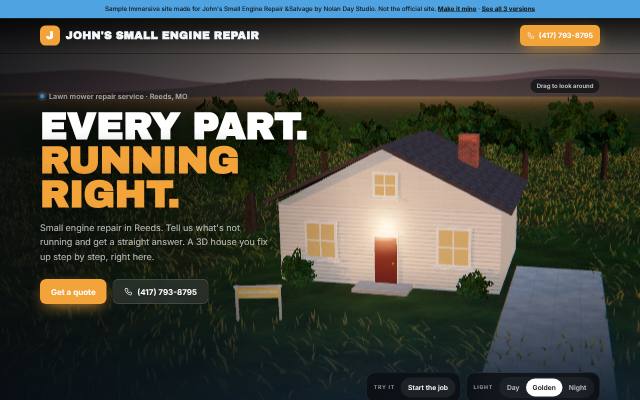 Sample Immersive site made for John's Small Engine Repair &Salvage by Nolan Day Studio. Not the official site. Make it mine · See all 3 versions
J JOHN'S SMALL ENGINE REPAIR
(417) 793-8795
Drag to look around
Lawn mower repair service · Reeds, MO
EVERY PART.
RUNNING
RIGHT.
Small engine repair in Reeds. Tell us what's not
running and get a straight answer. A 3D house you fix
up step by step, right here.
Get a quote
(417) 793-8795
TRY IT Start the job
LIGHT Day Golden Night